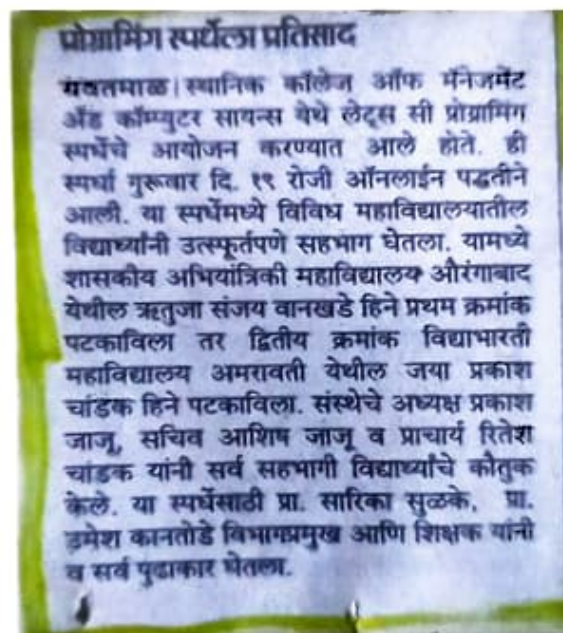 प्रोग्रामिंग स्पर्धेला प्रतिसाद
यवतमाळ। स्थानिक कॉलेज ऑफ मॅनेजमेंट
अँड कॉम्प्युटर सायन्स येथे लेट्स सी प्रोग्रामिंग
स्पर्धेचे आयोजन करण्यात आले होते. ही
स्पर्धा गुरूवार दि. १९ रोजी ऑनलाईन पद्धतीने
आली. या स्पर्धेमध्ये विविध महाविद्यालयातील
विद्यार्थ्यांनी उत्स्फूर्तपणे सहभाग घेतला. यामध्ये
शासकीय अभियांत्रिकी महाविद्यालय औरंगाबाद
येथील ऋतुजा संजय वानखडे हिने प्रथम क्रमांक
पटकाविला तर द्वितीय क्रमांक विद्याभारती
महाविद्यालय अमरावती येथील जया प्रकाश
चांडक हिने पटकाविला. संस्थेचे अध्यक्ष प्रकाश
जाजू, सचिव आशिष जाजू व प्राचार्य रितेश
चांडक यांनी सर्व सहभागी विद्यार्थ्यांचे कौतुक
केले. या स्पर्धेसाठी प्रा. सारिका सुळके, प्रा.
उमेश कानतोडे विभागप्रमुख आणि शिक्षक यांनी
व सर्व पुढाकार घेतला.